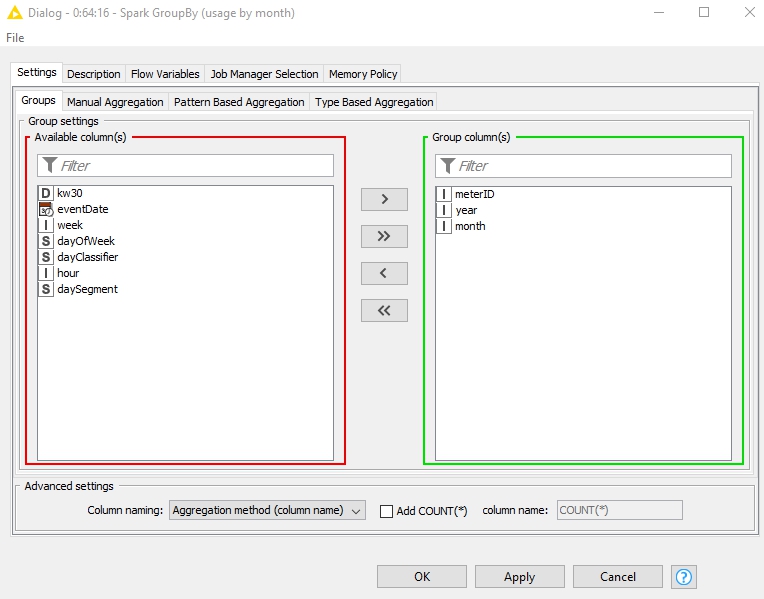 Dialog - 0:64:16 - Spark GroupBy (usage by month)
File
Settings Description Flow Variables Job Manager Selection Memory Policy
Groups Manual Aggregation Pattern Based Aggregation Type Based Aggregation
Group settings
Available column(s)
Filter
D kw30
eventDate
I week
S dayOfWeek
S dayClassifier
I hour
S daySegment
>
>>
<
<<
Group column(s)
Filter
I meterID
I year
I month
Advanced settings
Column naming: Aggregation method (column name) Add COUNT(*) column name: COUNT(*)
OK Apply Cancel ?